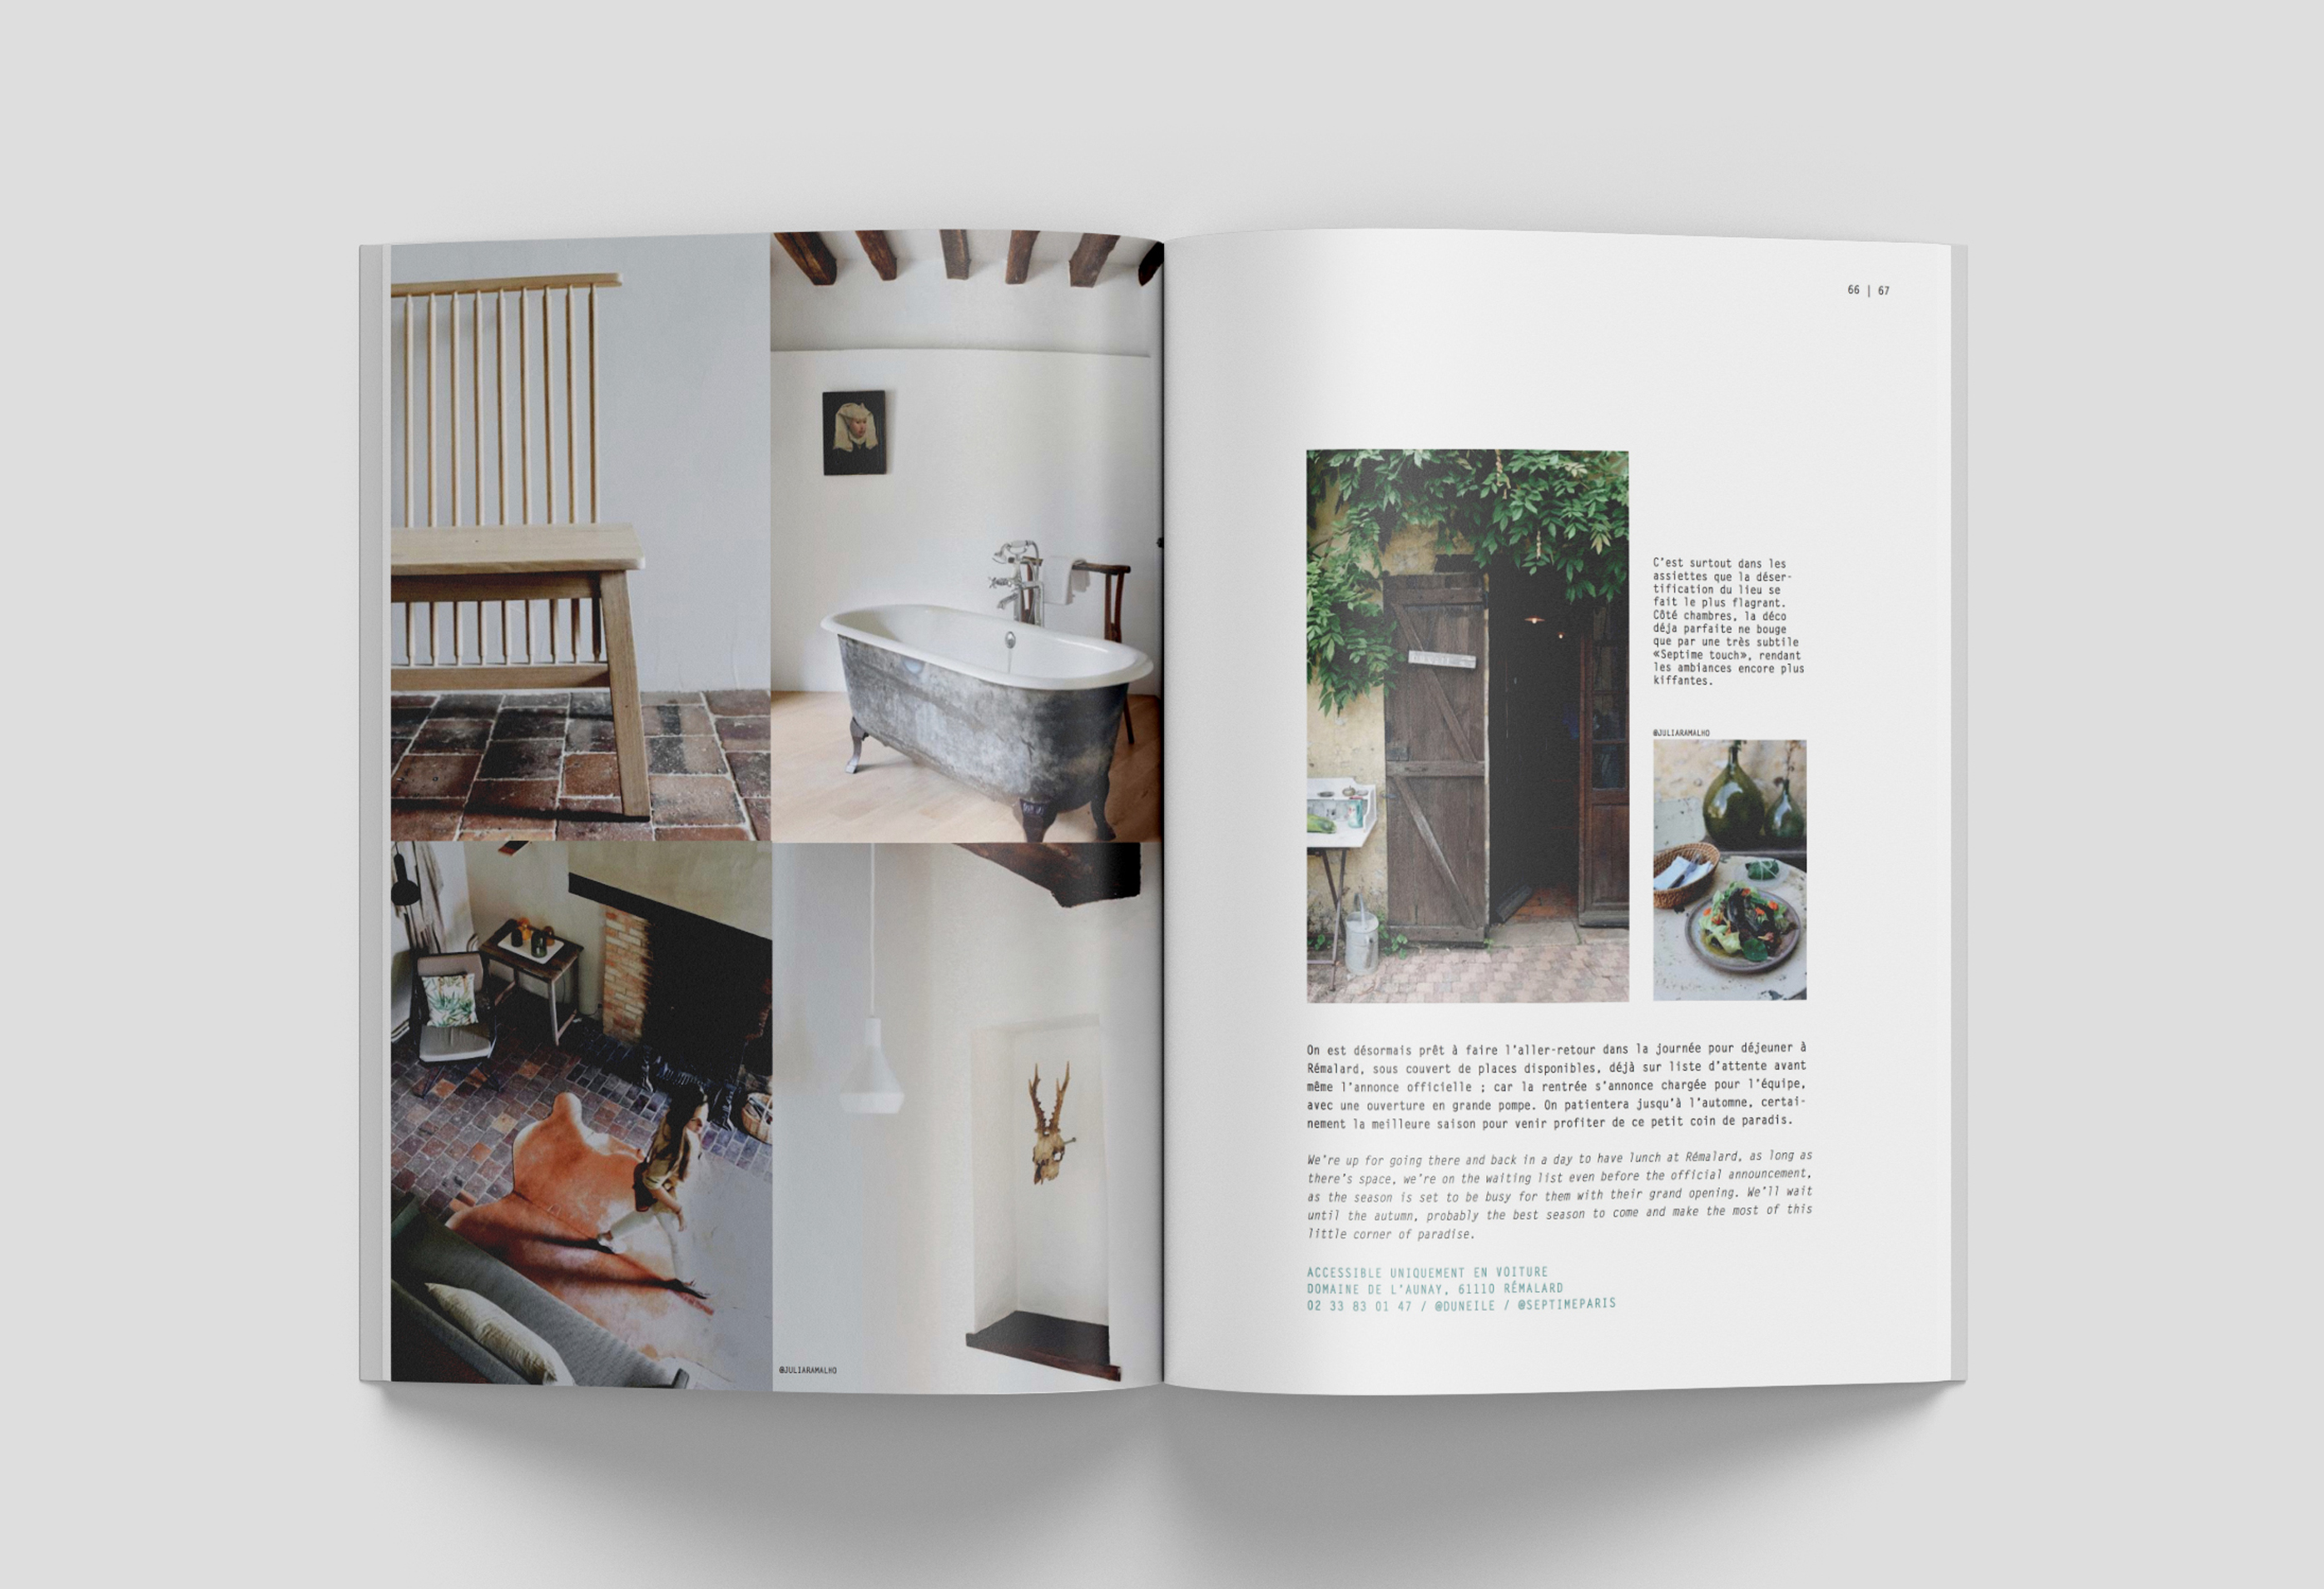 66 | 67
C'est surtout dans les
assiettes que la déser-
tification du lieu se
fait le plus flagrant.
Côté chambres, la déco
déja parfaite ne bouge
que par une très subtile
«Septime touch», rendant
les ambiances encore plus
kiffantes.
@JULIARAMALHO
On est désormais prêt à faire l'aller-retour dans la journée pour déjeuner à
Rémalard, sous couvert de places disponibles, déjà sur liste d'attente avant
même l'annonce officielle ; car la rentrée s'annonce chargée pour l'équipe,
avec une ouverture en grande pompe. On patientera jusqu'à l'automne, certai-
nement la meilleure saison pour venir profiter de ce petit coin de paradis.
We're up for going there and back in a day to have lunch at Rémalard, as long as
there's space, we're on the waiting list even before the official announcement,
as the season is set to be busy for them with their grand opening. We'll wait
until the autumn, probably the best season to come and make the most of this
little corner of paradise.
ACCESSIBLE UNIQUEMENT EN VOITURE
DOMAINE DE L'AUNAY, 61110 RÉMALARD
02 33 83 01 47 / @DUNEILE / @SEPTIMEPARIS
@JULIARAMALHO